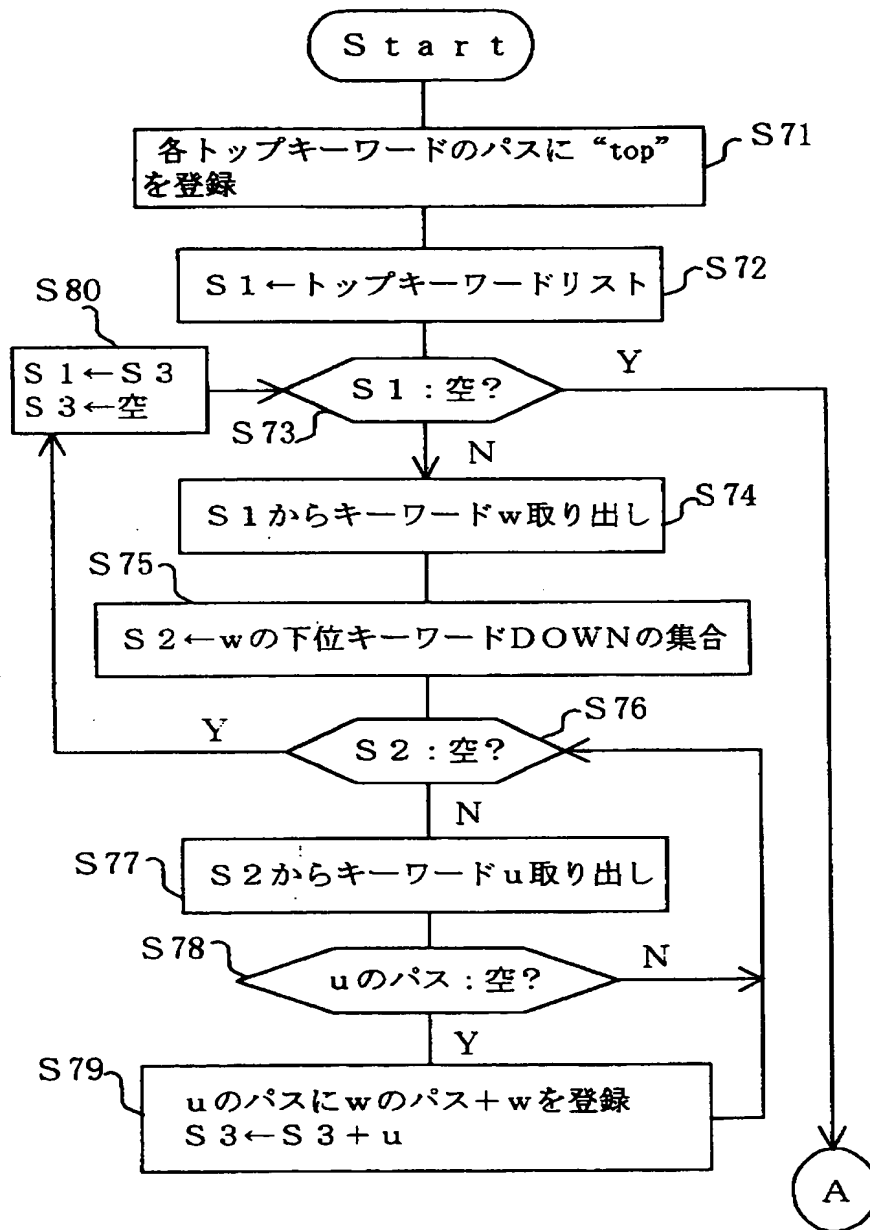 Ｓｔａｒｔ
各トップキーワードのパスに“top”
を登録
S71
Ｓ１←トップキーワードリスト
S72
S80
Ｓ１←Ｓ３
Ｓ３←空
Ｓ１：空？
Y
S73
N
Ｓ１からキーワードｗ取り出し
S74
S75
Ｓ２←ｗの下位キーワードDOWNの集合
S76
Y
Ｓ２：空？
N
S77
Ｓ２からキーワードｕ取り出し
S78
ｕのパス：空？
N
Y
S79
ｕのパスにｗのパス＋ｗを登録
Ｓ３←Ｓ３＋ｕ
A